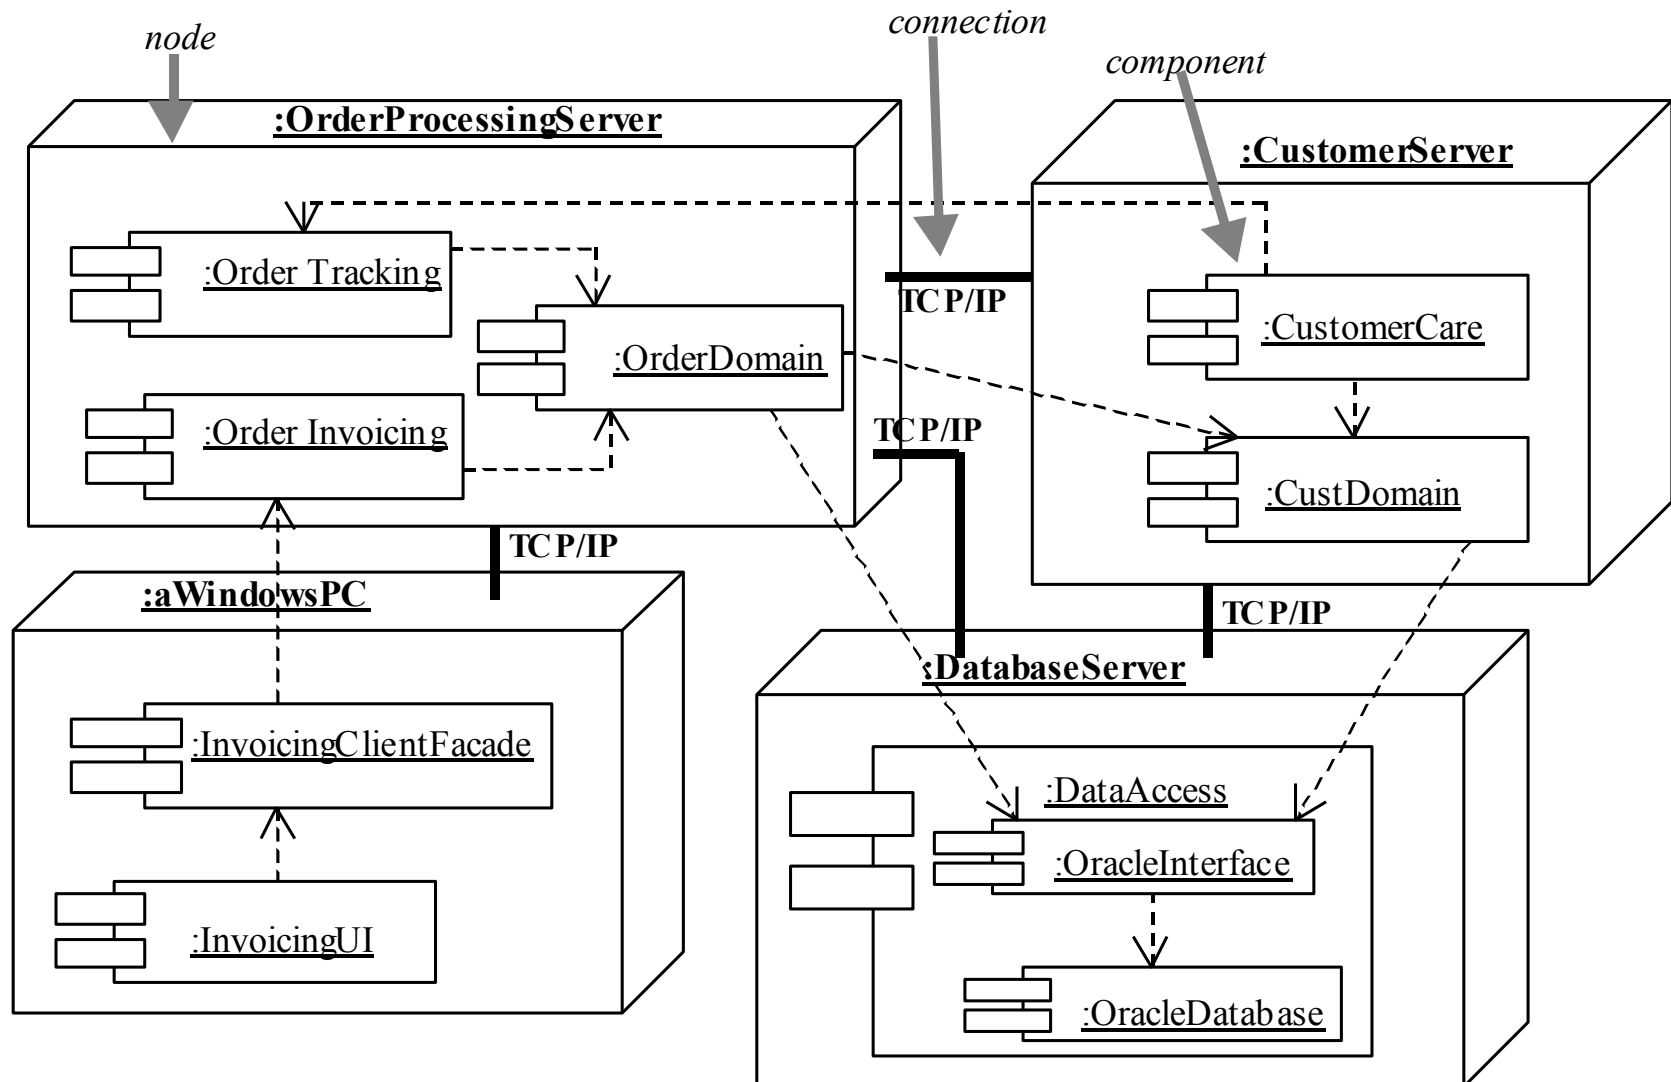 node
connection
component
:OrderProcessingServer
:CustomerServer
:Order Tracking
TCP/IP
:CustomerCare
:OrderDomain
:Order Invoicing
TCP/IP
:CustDomain
TCP/IP
:aWindowsPC
TCP/IP
:DatabaseServer
:InvoicingClientFacade
:DataAccess
:OracleInterface
:InvoicingUI
:OracleDatabase